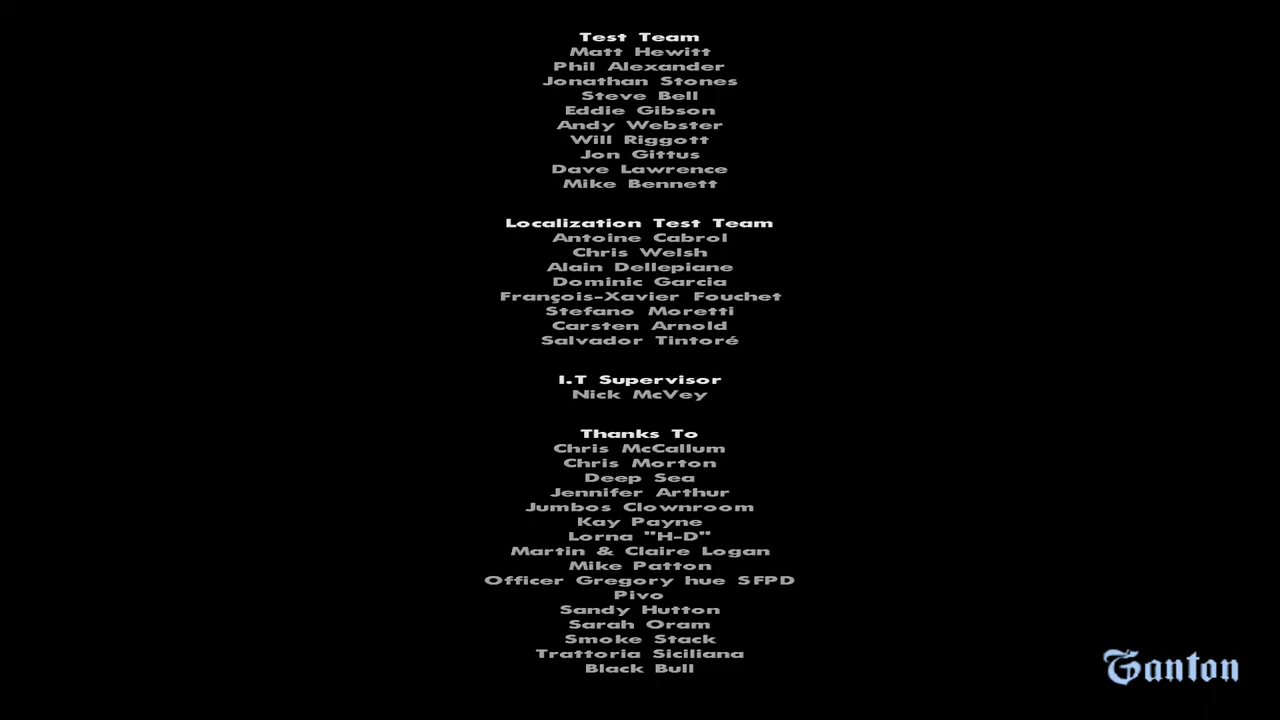 Test Team
Matt Hewitt
Phil Alexander
Jonathan Stones
Steve Bell
Eddie Gibson
Andy Webster
Will Riggott
Jon Gittus
Dave Lawrence
Mike Bennett
Localization Test Team
Antoine Cabrol
Chris Welsh
Alain Dellepiane
Dominic Garcia
François-Xavier Fouchet
Stefano Moretti
Carsten Arnold
Salvador Tintoré
I.T Supervisor
Nick McVey
Thanks To
Chris McCallum
Chris Morton
Deep Sea
Jennifer Arthur
Jumbos Clownroom
Kay Payne
Lorna "H-D"
Martin & Claire Logan
Mike Patton
Officer Gregory hue SFPD
Pivo
Sandy Hutton
Sarah Oram
Smoke Stack
Trattoria Siciliana
Black Bull
Ganton